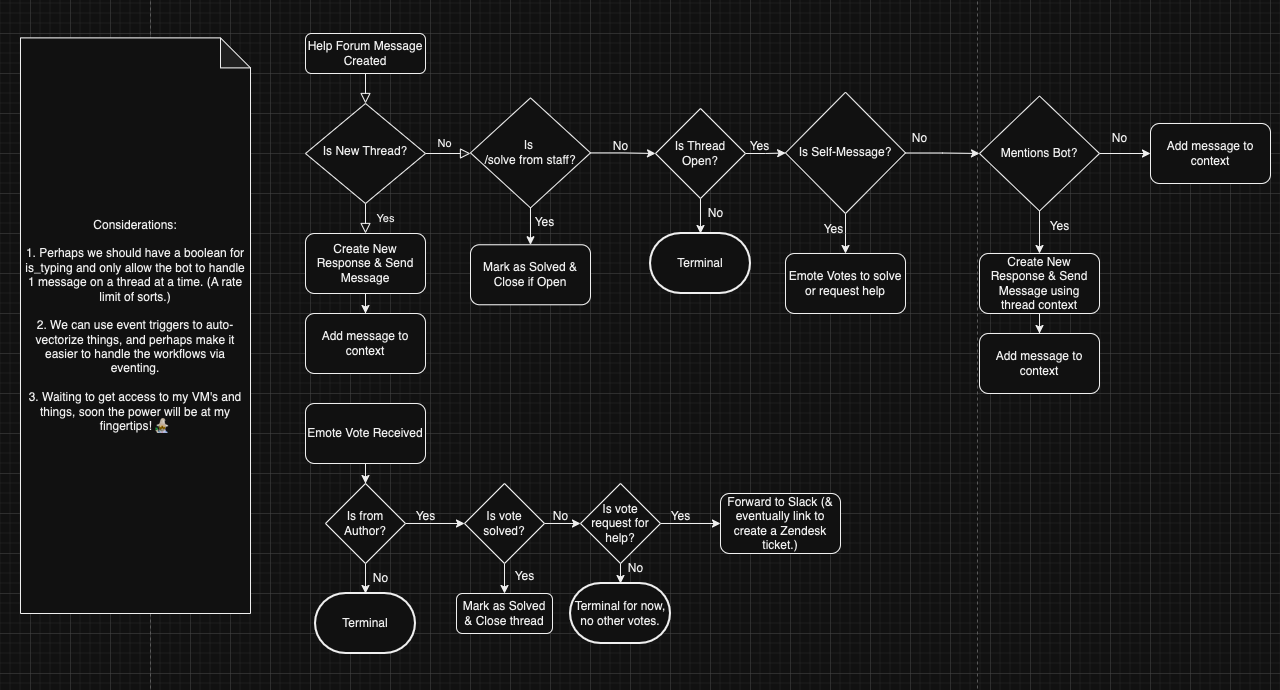 Considerations:
1. Perhaps we should have a boolean for
is_typing and only allow the bot to handle
1 message on a thread at a time. (A rate
limit of sorts.)
2. We can use event triggers to auto-
vectorize things, and perhaps make it
easier to handle the workflows via
eventing.
3. Waiting to get access to my VM's and
things, soon the power will be at my
fingertips! 🧙
Help Forum Message
Created
Is New Thread?
No
Is
/solve from staff?
No
Is Thread
Open?
Yes
Is Self-Message?
No
Mentions Bot?
No
Add message to
context
Yes
Create New
Response & Send
Message
Add message to
context
Yes
Mark as Solved &
Close if Open
No
Terminal
Yes
Emote Votes to solve
or request help
Yes
Create New
Response & Send
Message using
thread context
Add message to
context
Emote Vote Received
Is from
Author?
Yes
Is vote
solved?
No
Is vote
request for
help?
Yes
Forward to Slack (&
eventually link to
create a Zendesk
ticket.)
No
Terminal
Yes
Mark as Solved
& Close thread
No
Terminal for now,
no other votes.